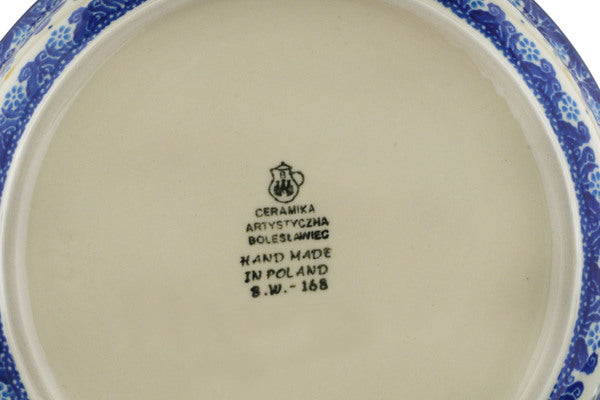 CERAMIKA
ARTYSTYCZNA
BOLESŁAWIEC
HAND MADE
IN POLAND
S.W.-168